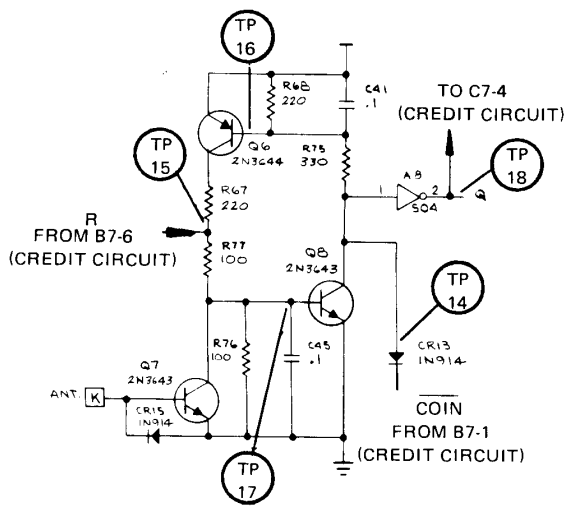 TP
16
R68
220
C41
.1
TO C7-4
(CREDIT CIRCUIT)
TP
15
Q6
2N3644
R75
330
A9
1
2
S04
Q
TP
18
R67
220
R
FROM B7-6
(CREDIT CIRCUIT)
R77
100
Q8
2N3643
TP
14
Q7
2N3643
R76
100
C45
.1
CR13
1N914
ANT.
K
CR15
1N914
COIN
FROM B7-1
(CREDIT CIRCUIT)
TP
17